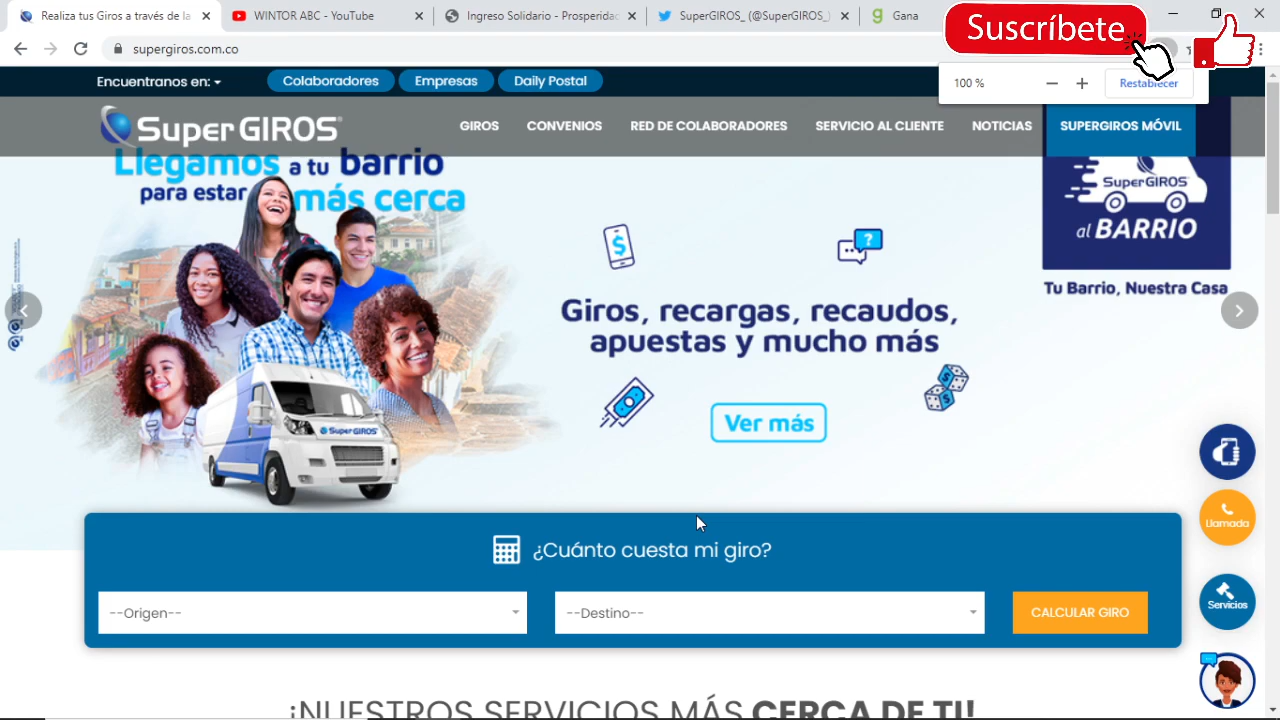 Realiza tus Giros a través de la
WINTOR ABC - YouTube
Ingreso Solidario - Prosperidad
SuperGIROS_ (@SuperGIROS_)
Gana
Suscríbete
supergiros.com.co
Encuentranos en:
Colaboradores
Empresas
Daily Postal
100 %
Restablecer
Super GIROS®
GIROS
CONVENIOS
RED DE COLABORADORES
SERVICIO AL CLIENTE
NOTICIAS
SUPERGIROS MÓVIL
Llegamos a tu barrio
para estar más cerca
SuperGIROS
al BARRIO
Tu Barrio, Nuestra Casa
Giros, recargas, recaudos,
apuestas y mucho más
Ver más
SuperGIROS
Llamada
Servicios
¿Cuánto cuesta mi giro?
--Origen--
--Destino--
CALCULAR GIRO
¡NUESTROS SERVICIOS MÁS CERCA DE TI!